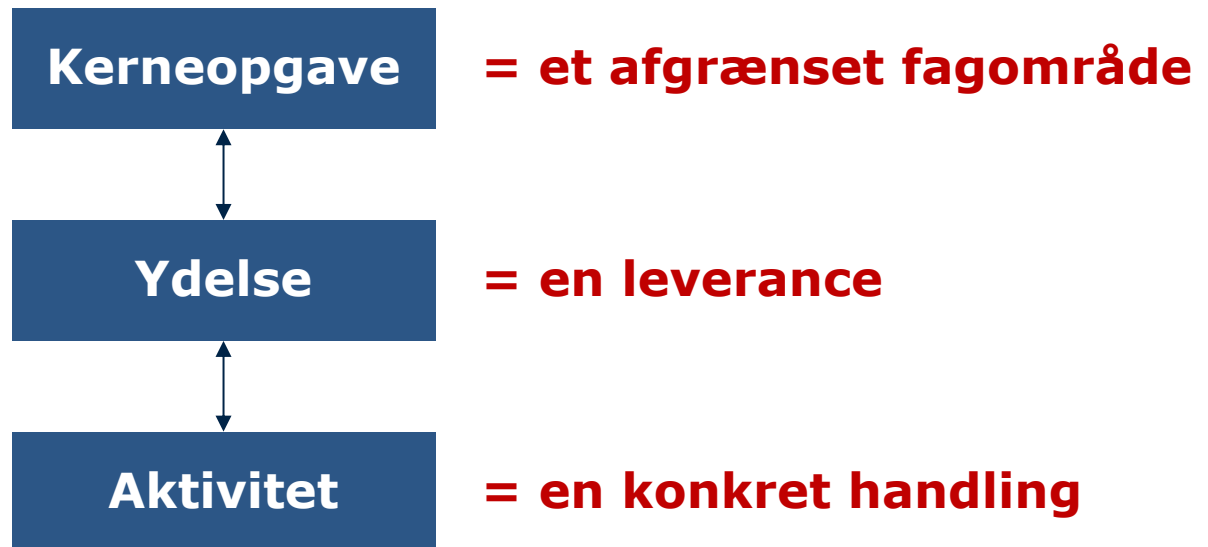 Kerneopgave = et afgrænset fagområde
Ydelse = en leverance
Aktivitet = en konkret handling